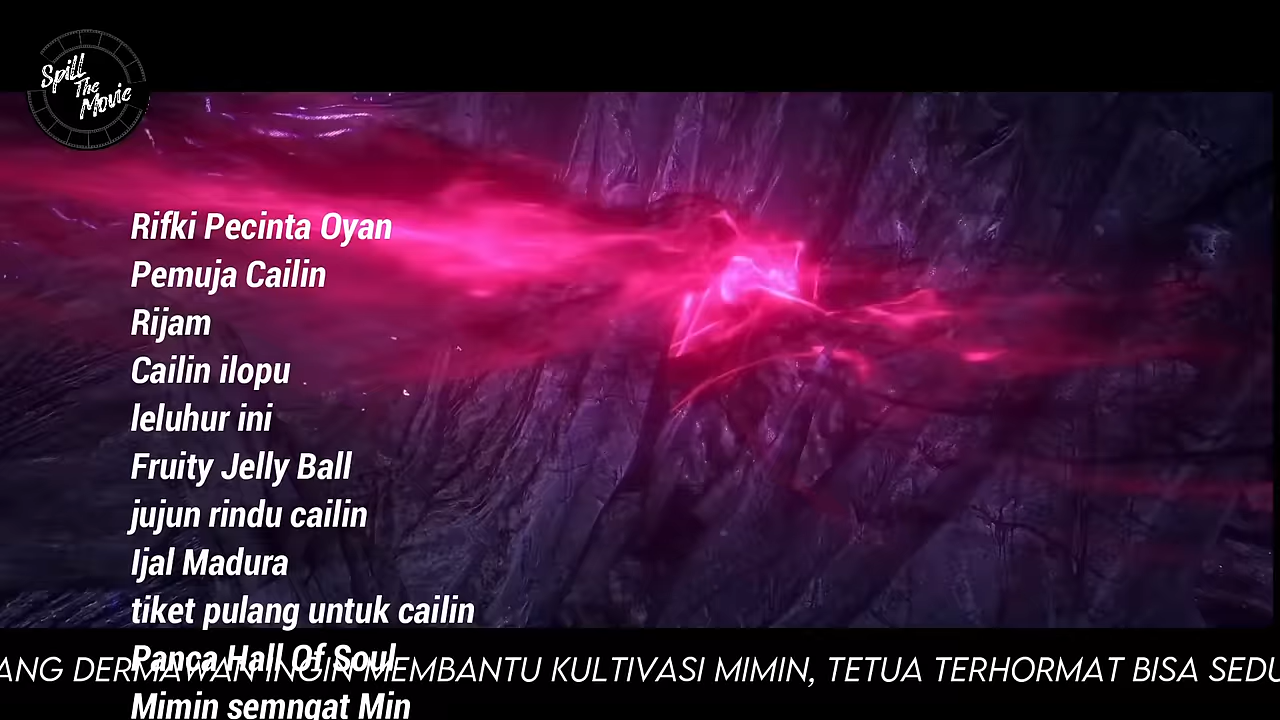 Spill
The
Movie
Rifki Pecinta Oyan
Pemuja Cailin
Rijam
Cailin ilopu
leluhur ini
Fruity Jelly Ball
jujun rindu cailin
Ijal Madura
tiket pulang untuk cailin
Panca Hall Of Soul
ANG DERMAWAN INGIN MEMBANTU KULTIVASI MIMIN, TETUA TERHORMAT BISA SEDU
Mimin semngat Min